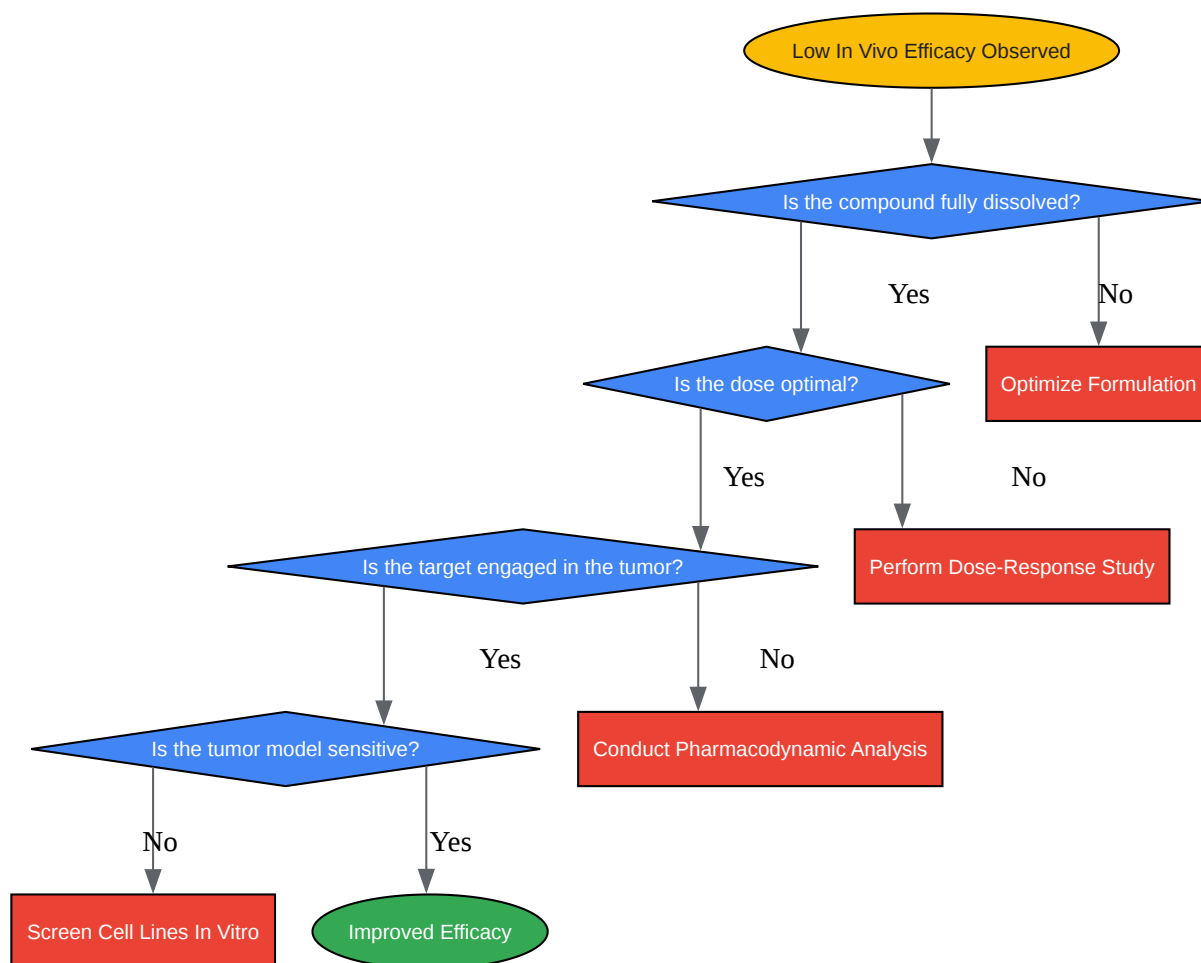 Low In Vivo Efficacy Observed
Is the compound fully dissolved?
Yes
No
Is the dose optimal?
Optimize Formulation
Yes
No
Is the target engaged in the tumor?
Perform Dose-Response Study
Yes
No
Is the tumor model sensitive?
Conduct Pharmacodynamic Analysis
No
Yes
Screen Cell Lines In Vitro
Improved Efficacy